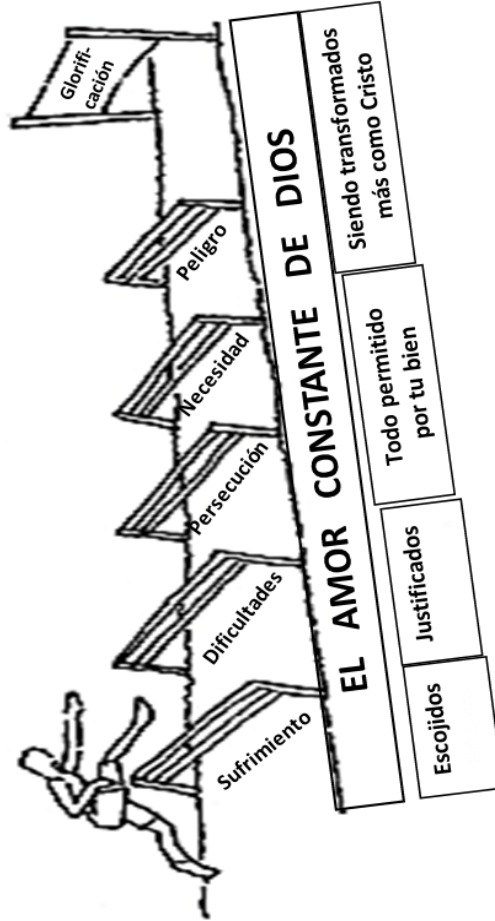 Glorifi-
cación
Peligro
Necesidad
Persecución
Dificultades
Sufrimiento
EL AMOR CONSTANTE DE DIOS
Escojidos
Justificados
Todo permitido
por tu bien
Siendo transformados
más como Cristo